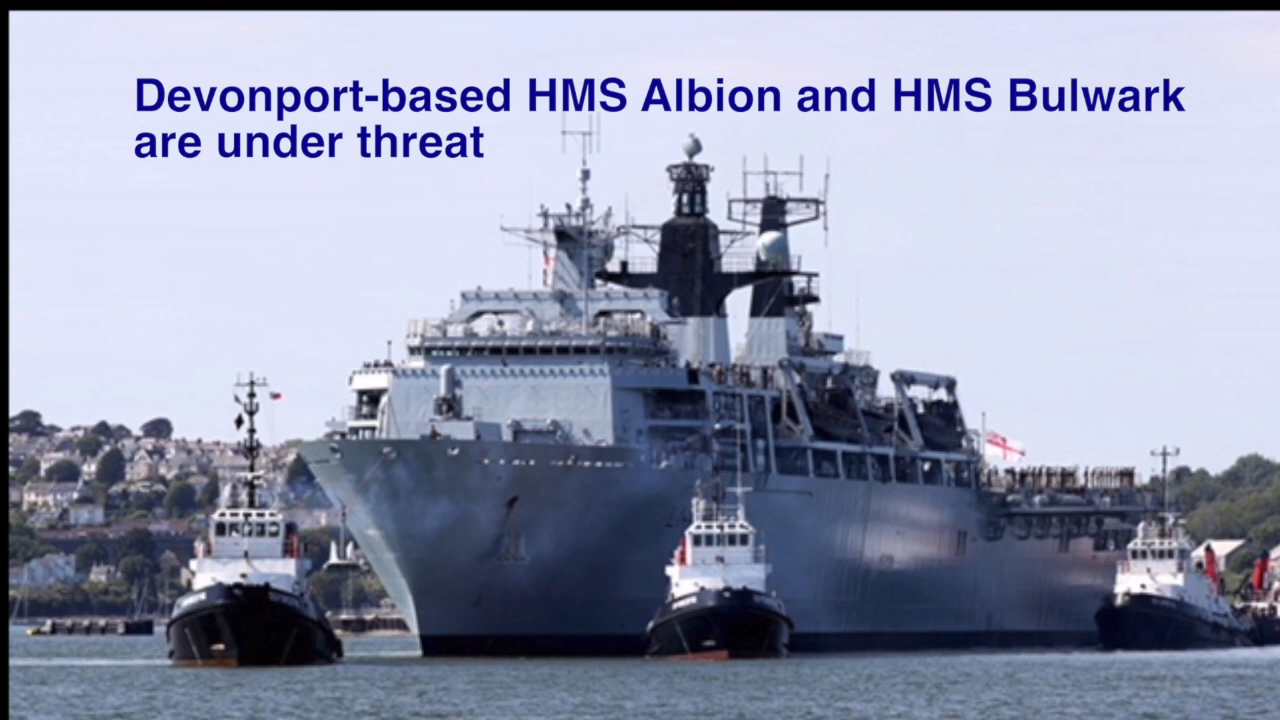 Devonport-based HMS Albion and HMS Bulwark
are under threat